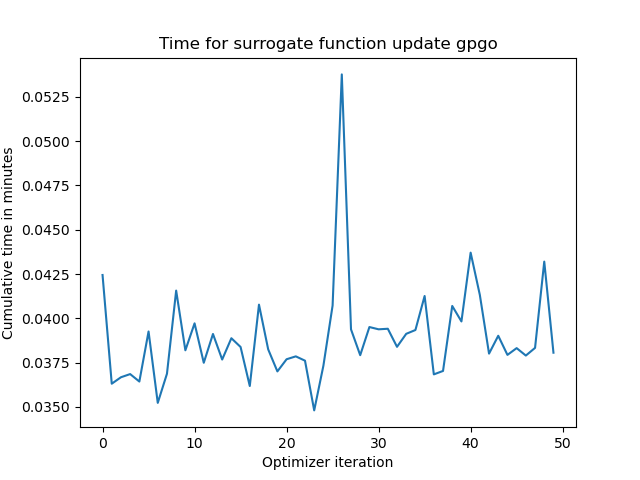 Time for surrogate function update gpgo
Cumulative time in minutes
0.0525
0.0500
0.0475
0.0450
0.0425
0.0400
0.0375
0.0350
0 10 20 30 40 50
Optimizer iteration